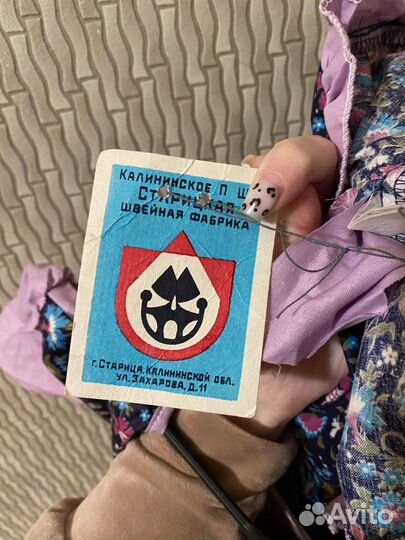 Калининское П Ш
Старицкая
швейная фабрика
г. Старица, Калининской обл.
ул. Захарова, д. 11
Avito